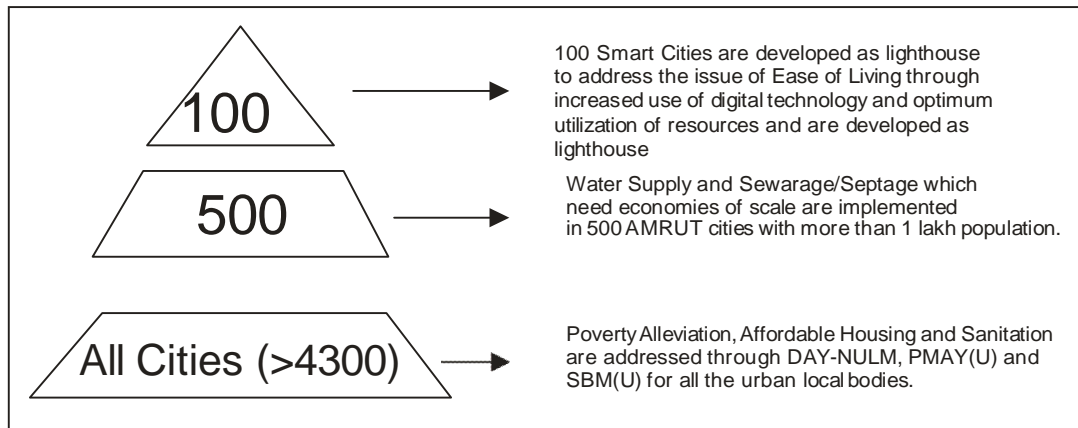 100
100 Smart Cities are developed as lighthouse
to address the issue of Ease of Living through
increased use of digital technology and optimum
utilization of resources and are developed as
lighthouse
500
Water Supply and Sewarage/Septage which
need economies of scale are implemented
in 500 AMRUT cities with more than 1 lakh population.
All Cities (>4300)
Poverty Alleviation, Affordable Housing and Sanitation
are addressed through DAY-NULM, PMAY(U) and
SBM(U) for all the urban local bodies.